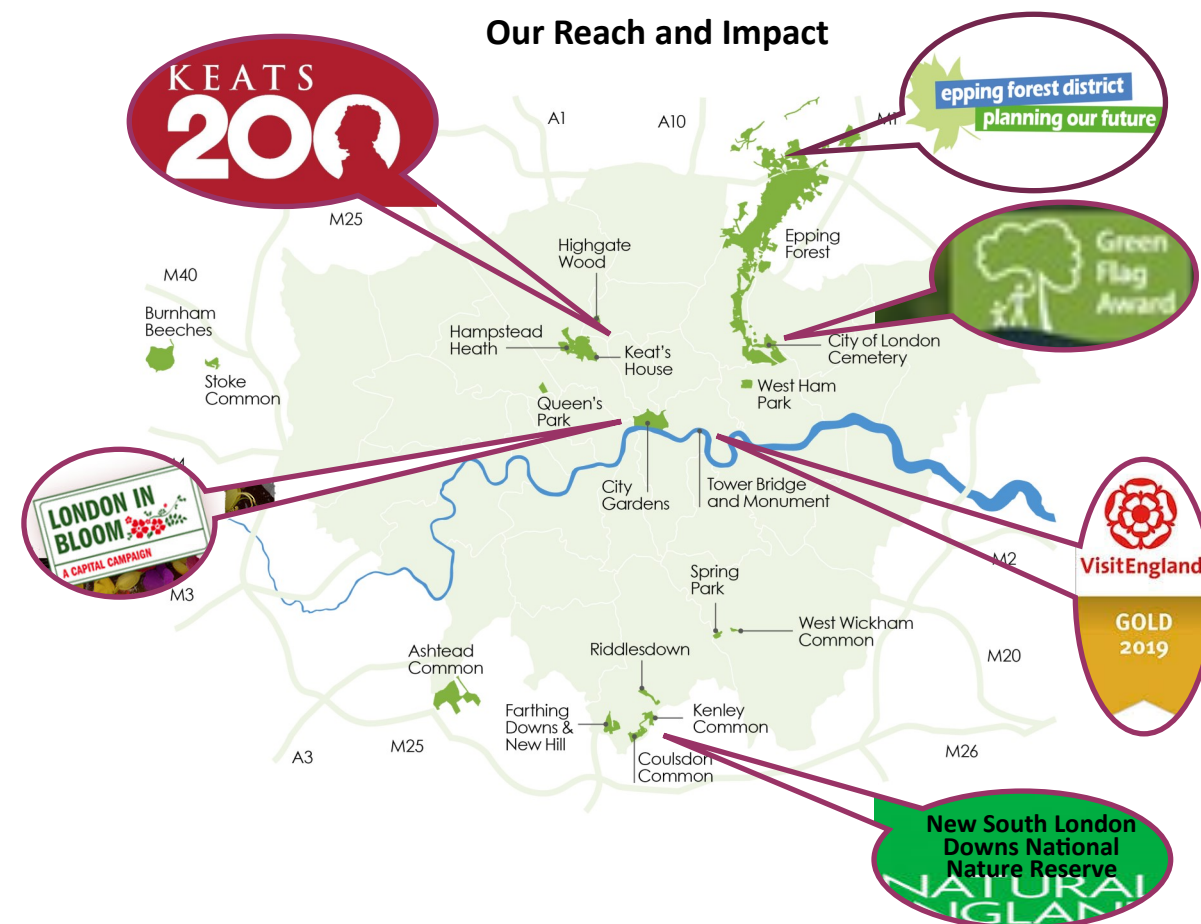 Our Reach and Impact
KEATS
200
epping forest district
planning our future
A1
A10
M1
M25
M40
Highgate
Wood
Epping
Forest
Green
Flag
Award
Burnham
Beeches
Hampstead
Heath
Keat's
House
City of London
Cemetery
Stoke
Common
Queen's
Park
West Ham
Park
LONDON IN
BLOOM
A CAPITAL CAMPAIGN
City
Gardens
Tower Bridge
and Monument
VisitEngland
GOLD
2019
M3
M2
Spring
Park
West Wickham
Common
M20
Ashtead
Common
Riddlesdown
Farthing
Downs &
New Hill
Kenley
Common
Coulsdon
Common
A3
M25
M26
New South London
Downs National
Nature Reserve
NATURAL
ENGLAND